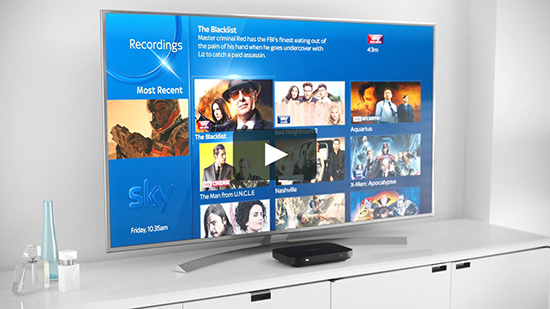 Recordings
Most Recent
The Blacklist
Master criminal Red has the FBI's finest eating out of
the palm of his hand when he goes undercover with
Liz to catch a paid assassin.
43m
The Blacklist
Bad Neighbours 2
Aquarius
The Man from U.N.C.L.E
Nashville
X-Men: Apocalypse
sky
Friday, 10.35am